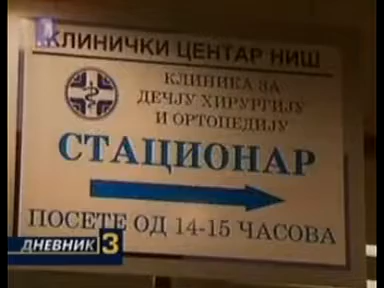 КЛИНИЧКИ ЦЕНТАР НИШ
КЛИНИКА ЗА
ДЕЧЈУ ХИРУРГИЈУ
И ОРТОПЕДИЈУ
СТАЦИОНАР
ПОСЕТЕ ОД 14-15 ЧАСОВА
ДНЕВНИК 3